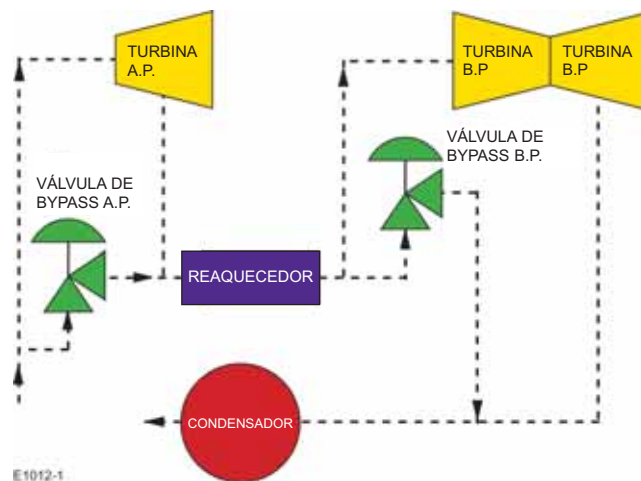 TURBINA
A.P.
TURBINA
B.P
TURBINA
B.P
VÁLVULA DE
BYPASS B.P.
VÁLVULA DE
BYPASS A.P.
REAQUECEDOR
CONDENSADOR
E1012-1